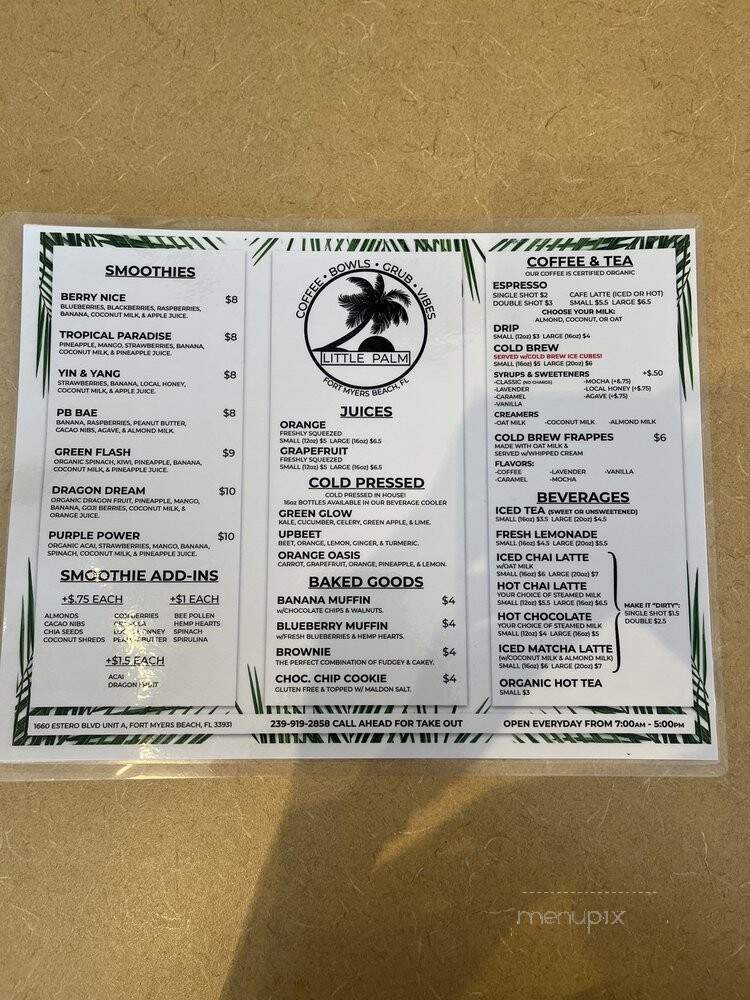 SMOOTHIES
BERRY NICE $8
BLUEBERRIES, BLACKBERRIES, RASPBERRIES,
BANANA, COCONUT MILK, & APPLE JUICE.
TROPICAL PARADISE $8
PINEAPPLE, MANGO, STRAWBERRIES, BANANA,
COCONUT MILK, & PINEAPPLE JUICE.
YIN & YANG $8
STRAWBERRIES, BANANA, LOCAL HONEY,
COCONUT MILK, & APPLE JUICE.
PB BAE $8
BANANA, RASPBERRIES, PEANUT BUTTER,
CACAO NIBS, AGAVE, & ALMOND MILK.
GREEN FLASH $9
ORGANIC SPINACH, KIWI, PINEAPPLE, BANANA,
COCONUT MILK, & PINEAPPLE JUICE.
DRAGON DREAM $10
ORGANIC DRAGON FRUIT, PINEAPPLE, MANGO,
BANANA, GOJI BERRIES, COCONUT MILK, &
ORANGE JUICE.
PURPLE POWER $10
ORGANIC ACAI, STRAWBERRIES, MANGO, BANANA,
SPINACH, COCONUT MILK, & PINEAPPLE JUICE.
SMOOTHIE ADD-INS
+$.75 EACH +$1 EACH
ALMONDS BEE POLLEN
CACAO NIBS HEMP HEARTS
CHIA SEEDS SPINACH
COCONUT SHREDS BUTTER SPIRULINA
+$1.5 EACH
ACAI
DRAGON FRUIT
COFFEE • BOWLS • GRUB • VIBES
LITTLE PALM
FORT MYERS BEACH, FL
JUICES
ORANGE
FRESHLY SQUEEZED
SMALL (12oz) $5 LARGE (16oz) $6.5
GRAPEFRUIT
FRESHLY SQUEEZED
SMALL (12oz) $5 LARGE (16oz) $6.5
COLD PRESSED
COLD PRESSED IN HOUSE!
16oz BOTTLES AVAILABLE IN OUR BEVERAGE COOLER
GREEN GLOW
KALE, CUCUMBER, CELERY, GREEN APPLE, & LIME.
UPBEET
BEET, ORANGE, LEMON, GINGER, & TURMERIC.
ORANGE OASIS
CARROT, GRAPEFRUIT, ORANGE, PINEAPPLE, & LEMON.
BAKED GOODS
BANANA MUFFIN $4
w/CHOCOLATE CHIPS & WALNUTS.
BLUEBERRY MUFFIN $4
w/FRESH BLUEBERRIES & HEMP HEARTS.
BROWNIE $4
THE PERFECT COMBINATION OF FUDGEY & CAKEY.
CHOC. CHIP COOKIE $4
GLUTEN FREE & TOPPED W/ MALDON SALT.
COFFEE & TEA
OUR COFFEE IS CERTIFIED ORGANIC
ESPRESSO
SINGLE SHOT $2 CAFE LATTE (ICED OR HOT)
DOUBLE SHOT $3 SMALL $5.5 LARGE $6.5
CHOOSE YOUR MILK:
ALMOND, COCONUT, OR OAT
DRIP
SMALL (12oz) $3 LARGE (16oz) $4
COLD BREW
SERVED w/COLD BREW ICE CUBES!
SMALL (16oz) $5 LARGE (20oz) $6
SYRUPS & SWEETENERS +$.50
-CLASSIC (NO CHARGE) -MOCHA (+$.75)
-LAVENDER -LOCAL HONEY (+$.75)
-CARAMEL -AGAVE (+$.75)
-VANILLA
CREAMERS
-OAT MILK -COCONUT MILK -ALMOND MILK
COLD BREW FRAPPES $6
MADE WITH OAT MILK &
SERVED w/WHIPPED CREAM
FLAVORS:
-COFFEE -LAVENDER -VANILLA
-CARAMEL -MOCHA
BEVERAGES
ICED TEA (SWEET OR UNSWEETENED)
SMALL (16oz) $3.5 LARGE (20oz) $4.5
FRESH LEMONADE
SMALL (16oz) $4.5 LARGE (20oz) $5.5
ICED CHAI LATTE
w/OAT MILK
SMALL (16oz) $6 LARGE (20oz) $7
HOT CHAI LATTE
YOUR CHOICE OF STEAMED MILK
SMALL (12oz) $5.5 LARGE (16oz) $6.5
HOT CHOCOLATE
YOUR CHOICE OF STEAMED MILK
SMALL (12oz) $4 LARGE (16oz) $5
ICED MATCHA LATTE
(w/COCONUT MILK & ALMOND MILK)
SMALL (16oz) $6 LARGE (20oz) $7
MAKE IT "DIRTY":
SINGLE SHOT $1.5
DOUBLE $2.5
ORGANIC HOT TEA
SMALL $3
1660 ESTERO BLVD UNIT A, FORT MYERS BEACH, FL 33931 239-919-2858 CALL AHEAD FOR TAKE OUT OPEN EVERYDAY FROM 7:00AM - 5:00PM
menupix